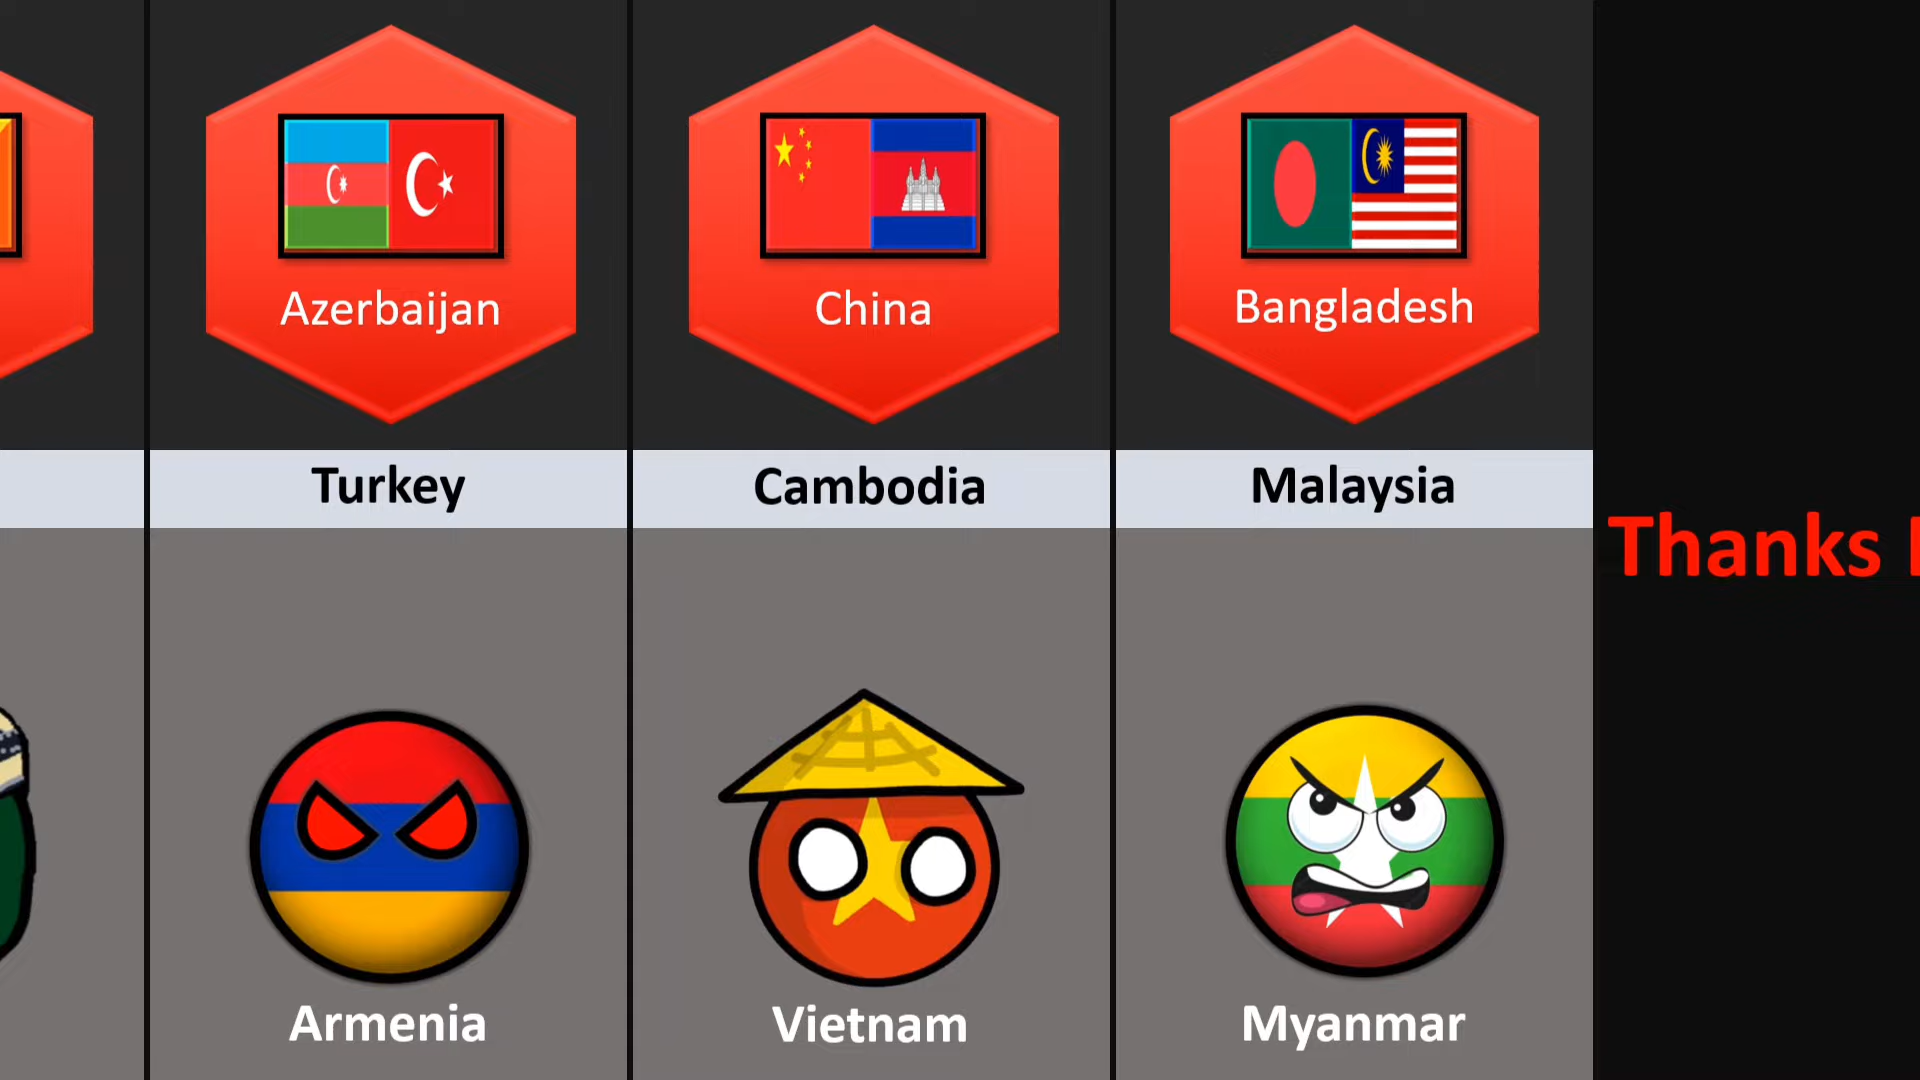 Azerbaijan
Turkey
Armenia
China
Cambodia
Vietnam
Bangladesh
Malaysia
Myanmar
Thanks